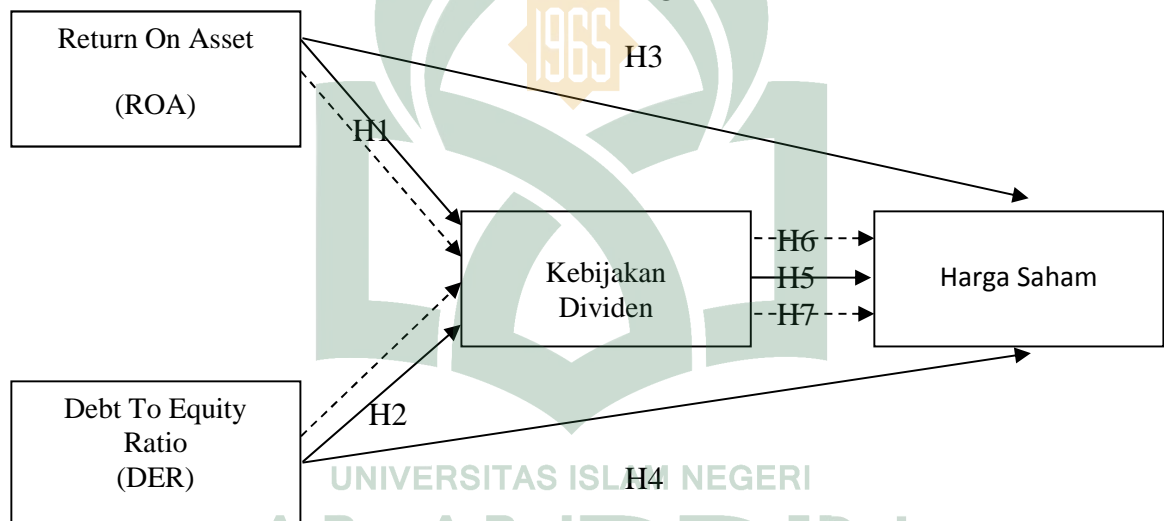 Return On Asset
(ROA)
1965
H3
H1
Kebijakan
Dividen
H6
H5
H7
Harga Saham
Debt To Equity
Ratio
(DER)
H2
H4
UNIVERSITAS ISLAM NEGERI